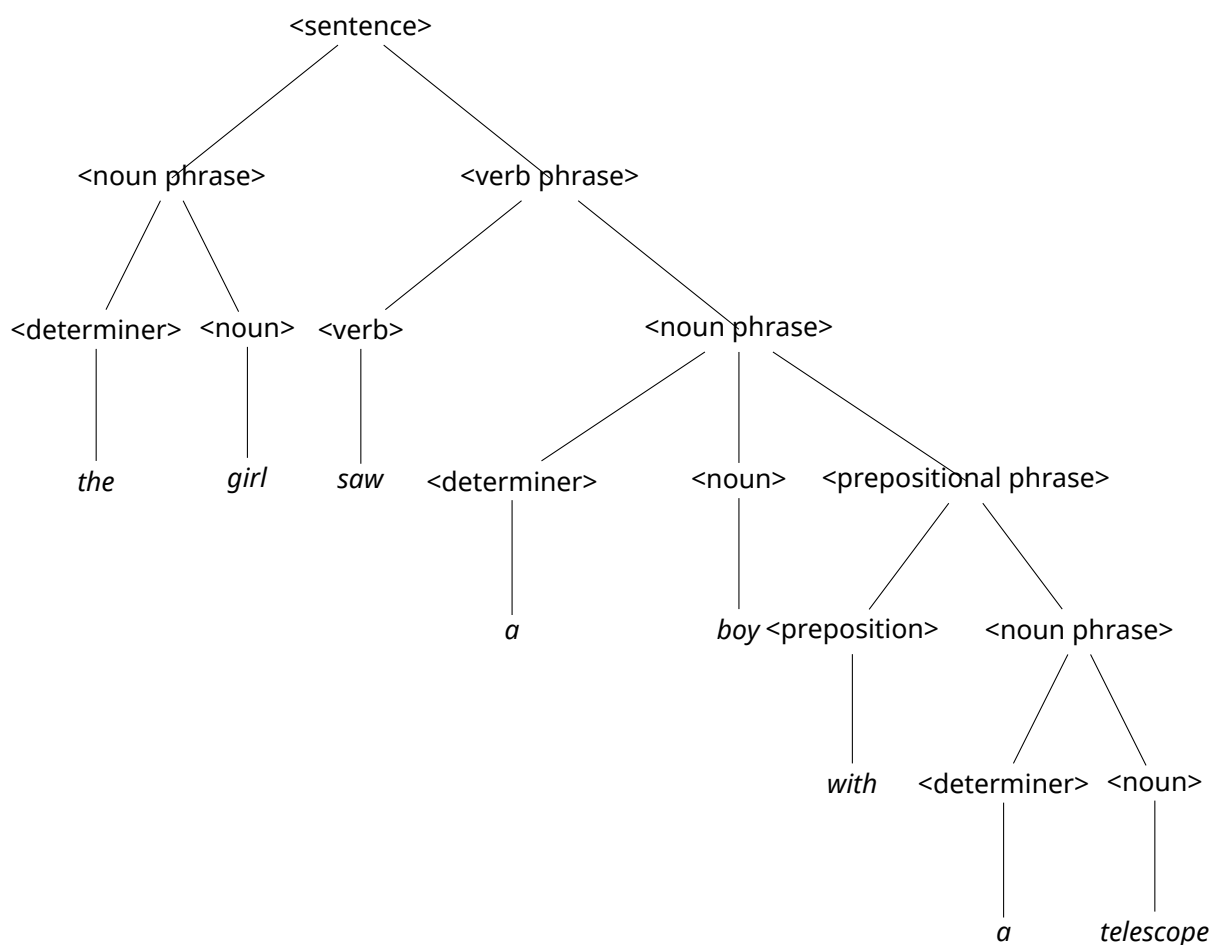 <sentence>
<noun phrase> <verb phrase>
<determiner> <noun> <verb> <noun phrase>
the girl saw <determiner> <noun> <prepositional phrase>
a boy <preposition> <noun phrase>
with <determiner> <noun>
a telescope